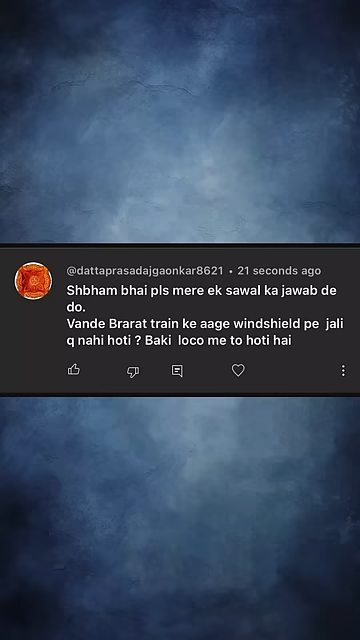 @dattaprasadajgaonkar8621 • 21 seconds ago
Shbham bhai pls mere ek sawal ka jawab de
do.
Vande Brarat train ke aage windshield pe jali
q nahi hoti ? Baki loco me to hoti hai